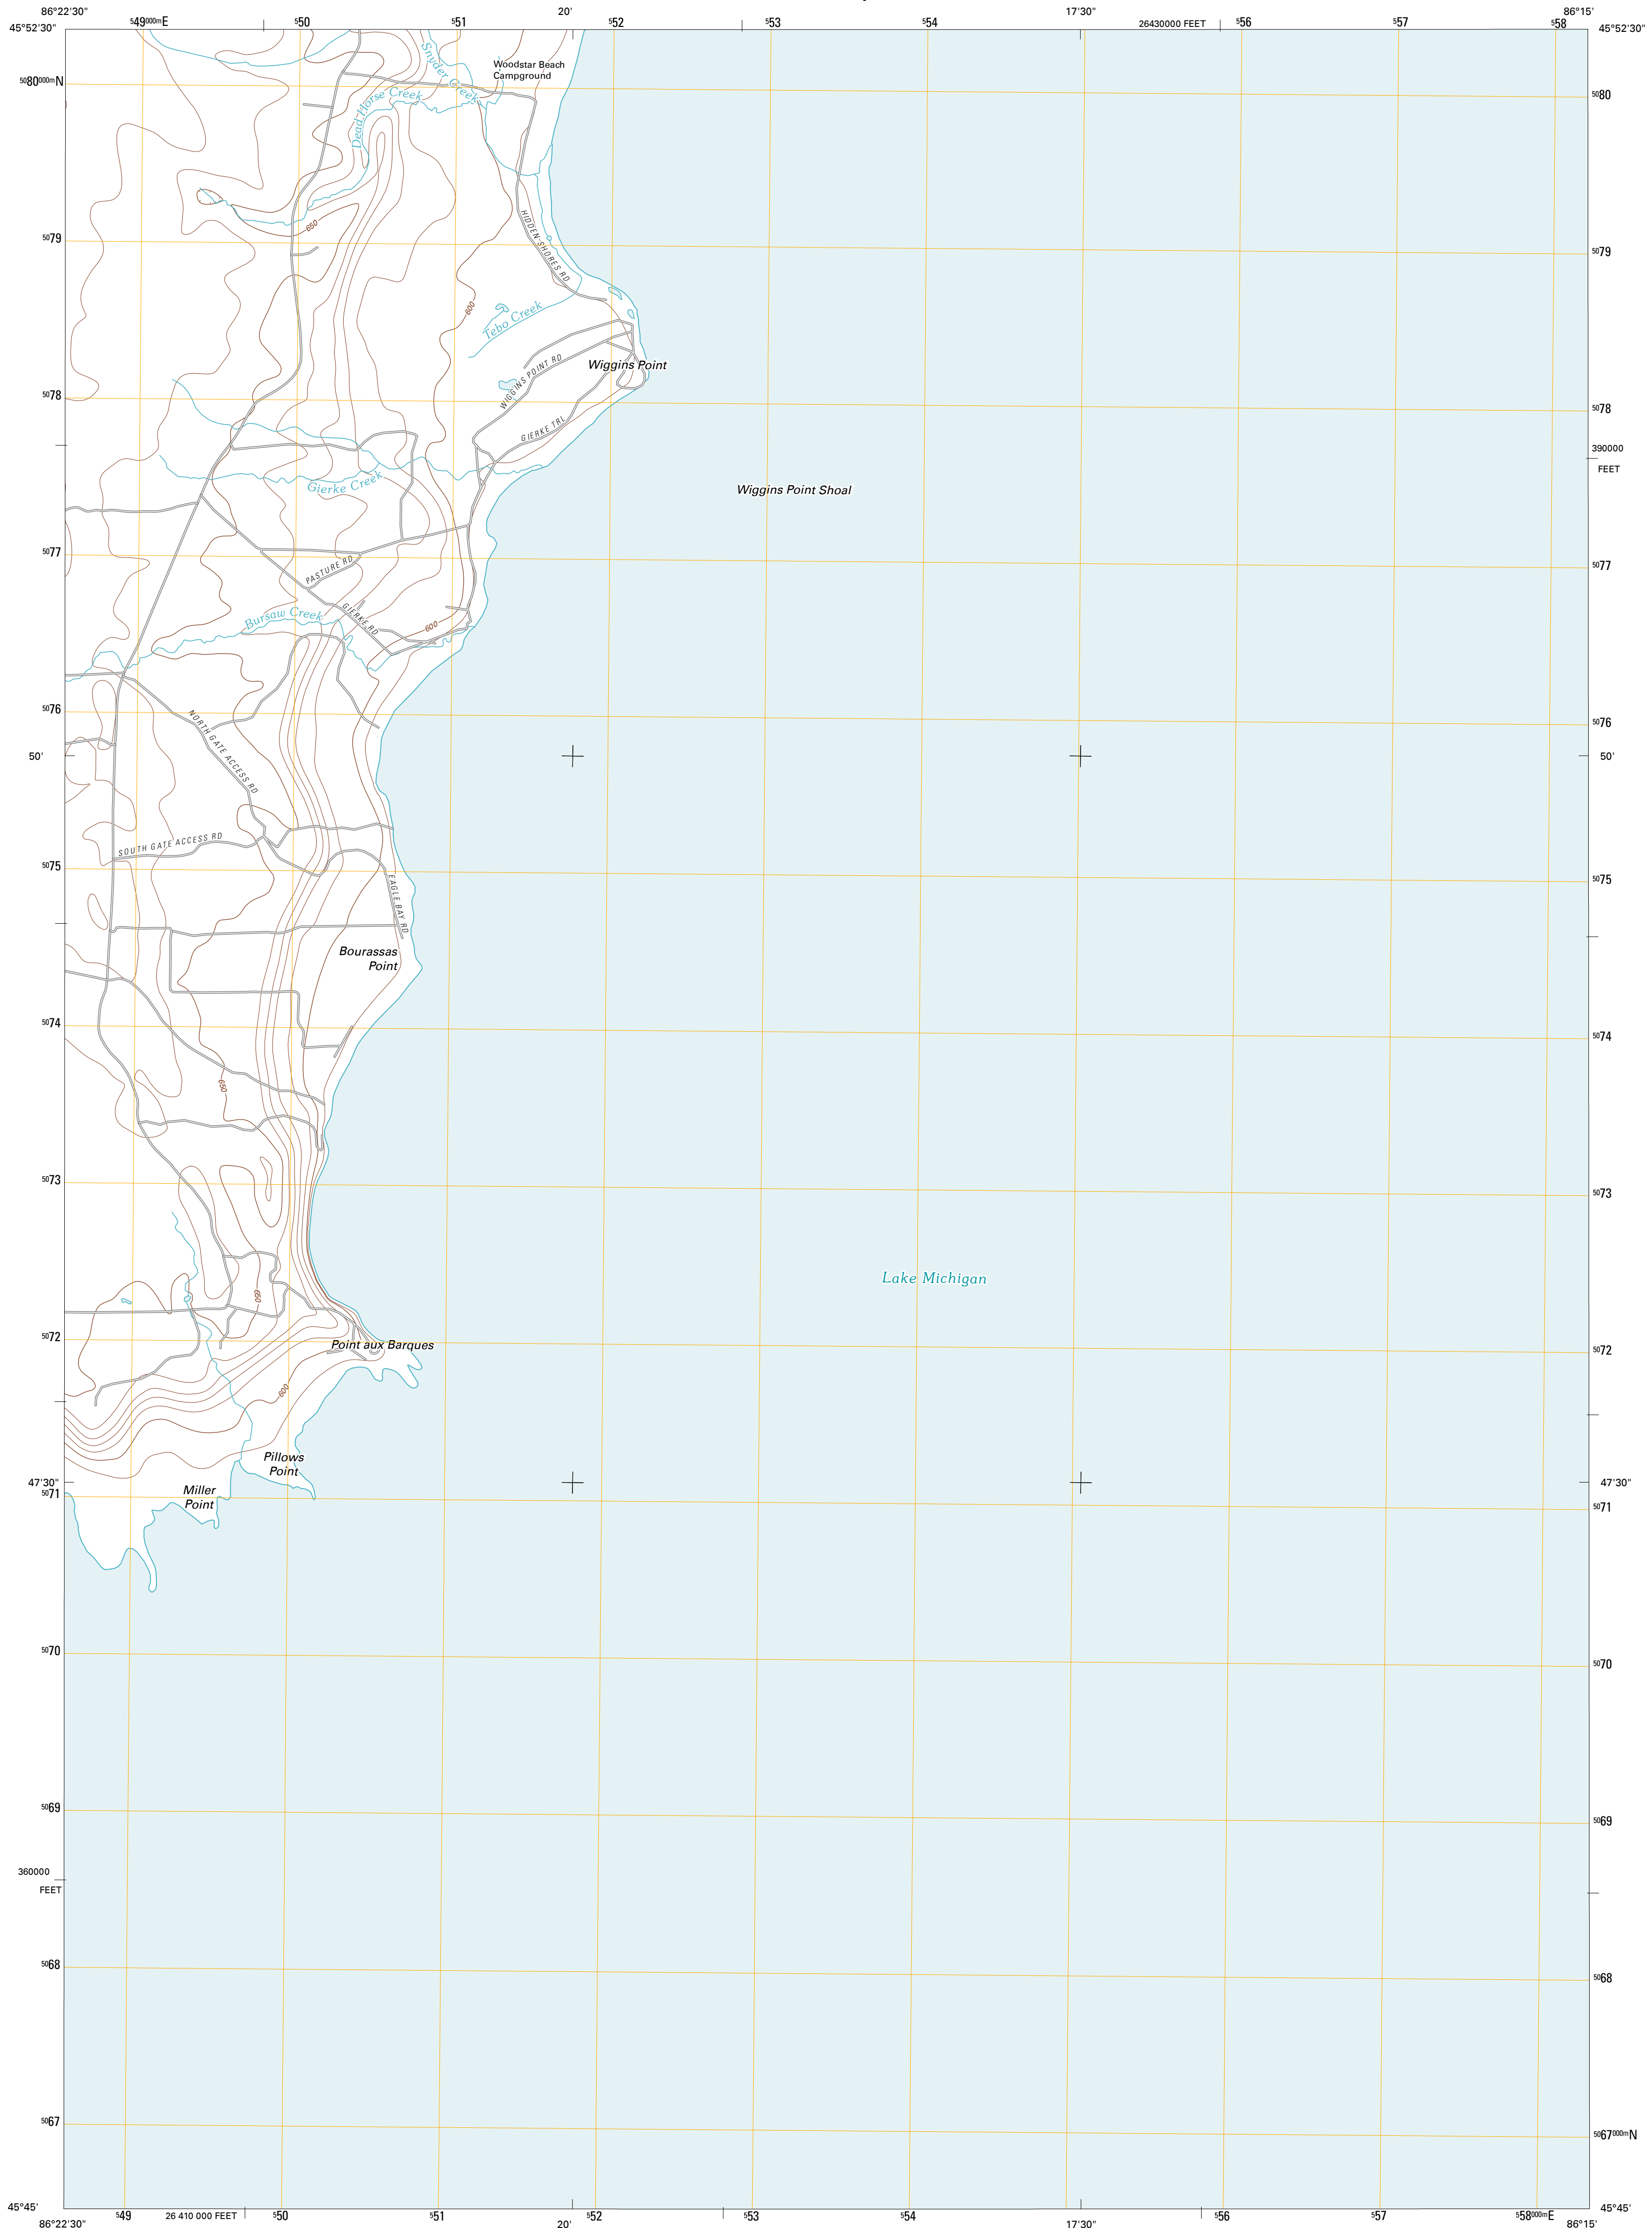 86°22'30"
⁵49⁰⁰⁰ᵐE
⁵50
⁵51
20'
⁵52
⁵53
⁵54
17'30"
26430000 FEET
⁵56
⁵57
⁵58
86°15'
45°52'30"
45°52'30"
Woodstar Beach
Campground
Snyder Creek
Dead Horse Creek
⁵⁰80⁰⁰⁰ᵐN
⁵⁰80
650
HIDDEN SHORES RD
⁵⁰79
⁵⁰79
600
Tebo Creek
WIGGINS POINT RD
Wiggins Point
⁵⁰78
⁵⁰78
GIERKE TRL
390000
FEET
Gierke Creek
Wiggins Point Shoal
⁵⁰77
⁵⁰77
PASTURE RD
GIERKE RD
Bursaw Creek
600
⁵⁰76
⁵⁰76
NORTH GATE ACCESS RD
50'
50'
SOUTH GATE ACCESS RD
⁵⁰75
⁵⁰75
EAGLE BAY RD
Bourassas
Point
⁵⁰74
⁵⁰74
650
⁵⁰73
⁵⁰73
Lake Michigan
650
⁵⁰72
⁵⁰72
Point aux Barques
600
Pillows
Point
47'30"
47'30"
⁵⁰71
⁵⁰71
Miller
Point
⁵⁰70
⁵⁰70
⁵⁰69
⁵⁰69
360000
FEET
⁵⁰68
⁵⁰68
⁵⁰67
⁵⁰67⁰⁰⁰ᵐN
45°45'
45°45'
86°22'30"
⁵49
26 410 000 FEET
⁵50
⁵51
20'
⁵52
⁵53
⁵54
17'30"
⁵56
⁵57
⁵58⁰⁰⁰ᵐE
86°15'